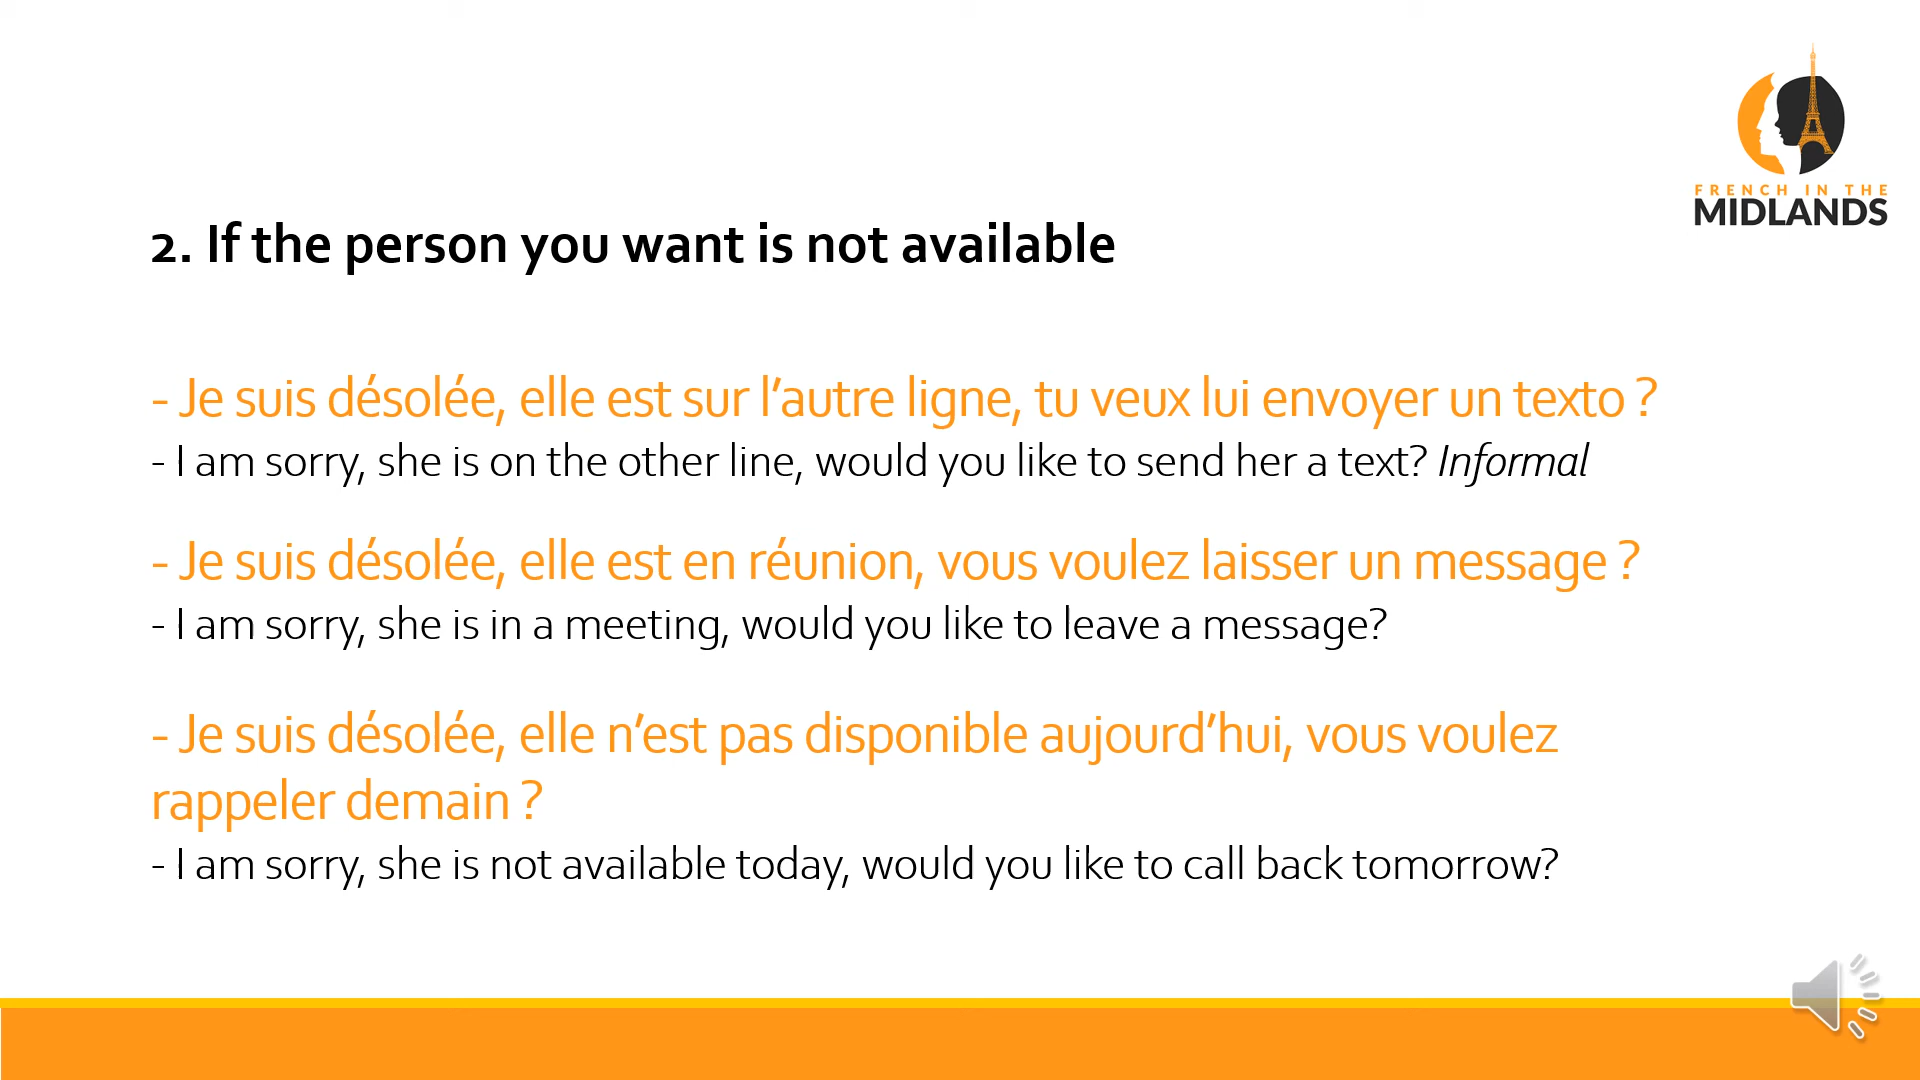 FRENCH IN THE
MIDLANDS
2. If the person you want is not available
- Je suis désolée, elle est sur l’autre ligne, tu veux lui envoyer un texto ?
- I am sorry, she is on the other line, would you like to send her a text? Informal
- Je suis désolée, elle est en réunion, vous voulez laisser un message ?
- I am sorry, she is in a meeting, would you like to leave a message?
- Je suis désolée, elle n’est pas disponible aujourd’hui, vous voulez
rappeler demain ?
- I am sorry, she is not available today, would you like to call back tomorrow?